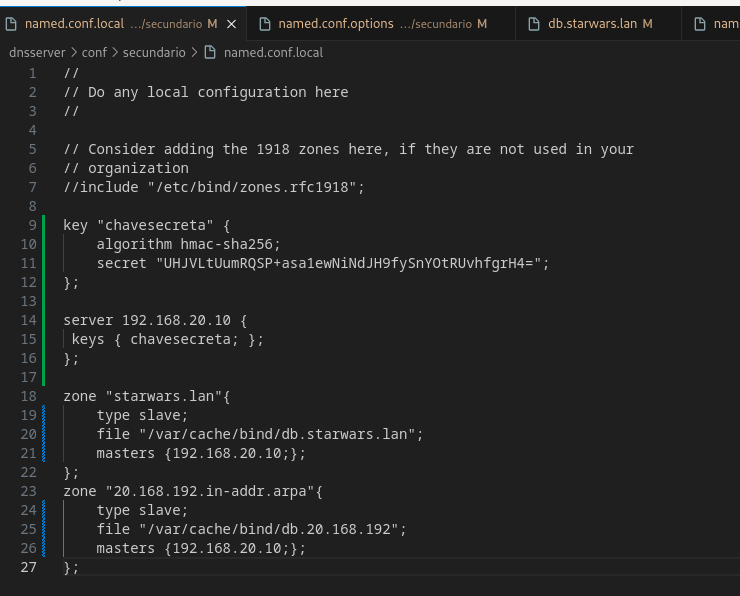 named.conf.local .../secundario M
named.conf.options .../secundario M
db.starwars.lan M
nam
dnsserver > conf > secundario > named.conf.local
1 //
2 // Do any local configuration here
3 //
4
5 // Consider adding the 1918 zones here, if they are not used in your
6 // organization
7 //include "/etc/bind/zones.rfc1918";
8
9 key "chavesecreta" {
10 algorithm hmac-sha256;
11 secret "UHJVLtUumRQSP+asa1ewNiNdJH9fySnYOtRUvhfgrH4=";
12 };
13
14 server 192.168.20.10 {
15 keys { chavesecreta; };
16 };
17
18 zone "starwars.lan"{
19 type slave;
20 file "/var/cache/bind/db.starwars.lan";
21 masters {192.168.20.10;};
22 };
23 zone "20.168.192.in-addr.arpa"{
24 type slave;
25 file "/var/cache/bind/db.20.168.192";
26 masters {192.168.20.10;};
27 };